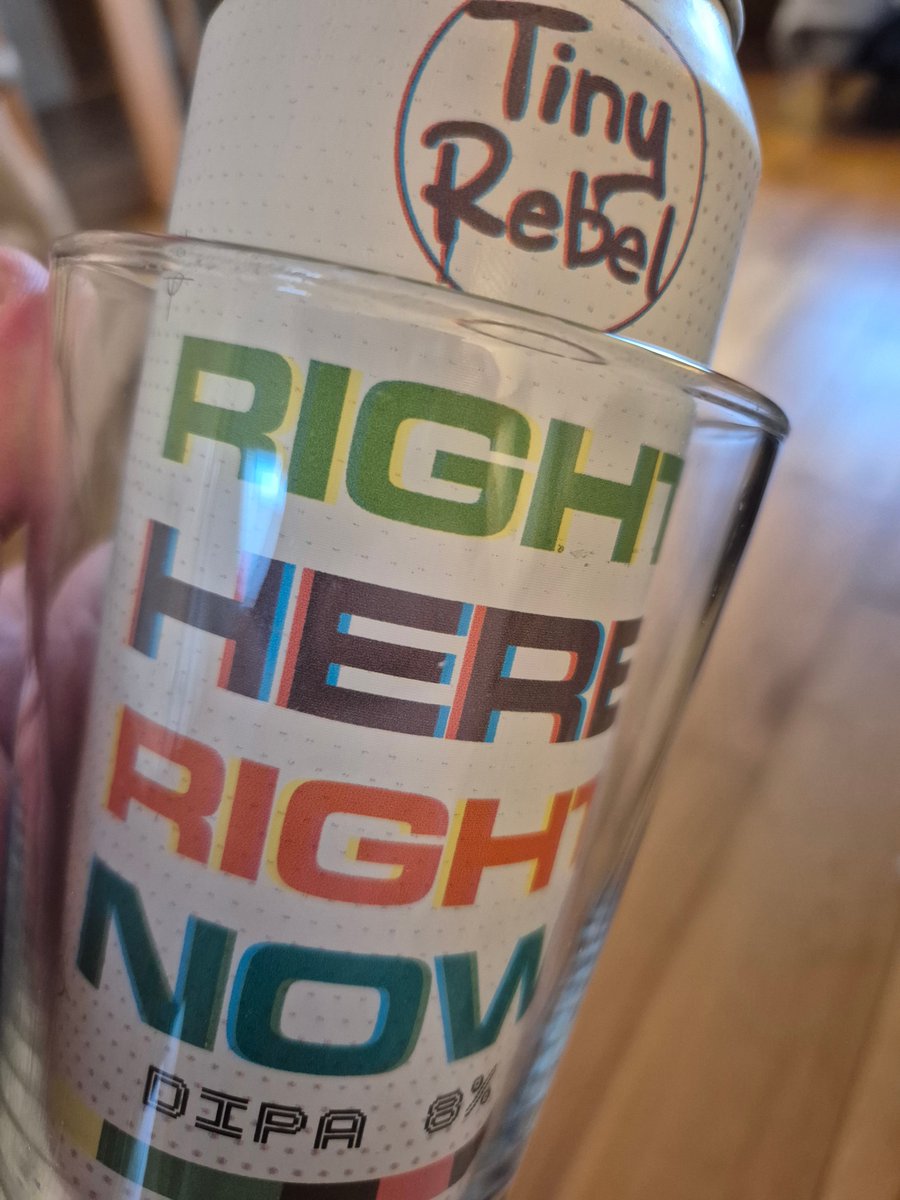 Tiny
Rebel
RIGHT
HERE
RIGHT
NOW
DIPA 8%